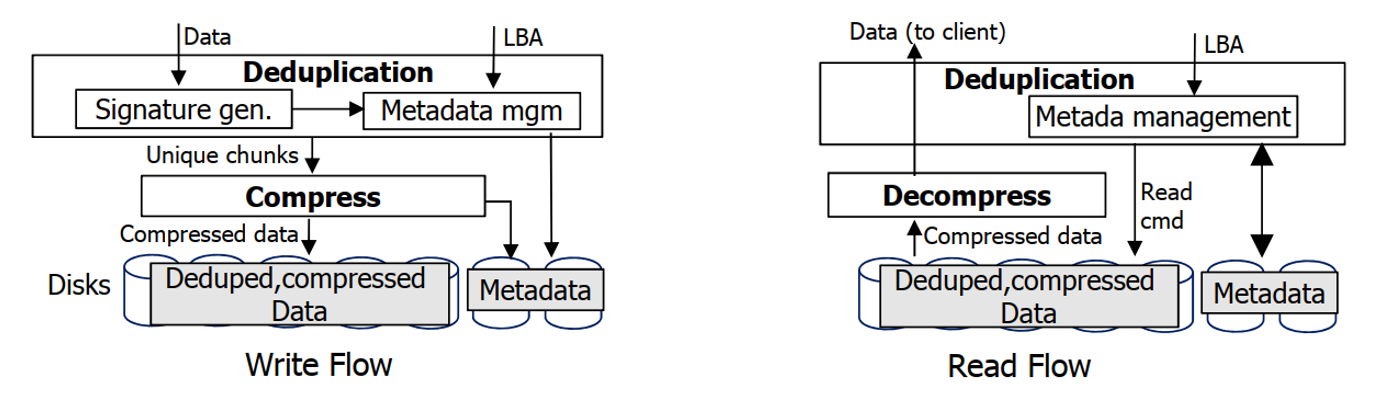 Data
LBA
Deduplication
Signature gen.
Metadata mgm
Unique chunks
Compress
Compressed data
Disks
Deduped,compressed
Data
Metadata
Write Flow
Data (to client)
LBA
Deduplication
Metada management
Decompress
Read
cmd
Compressed data
Deduped,compressed
Data
Metadata
Read Flow